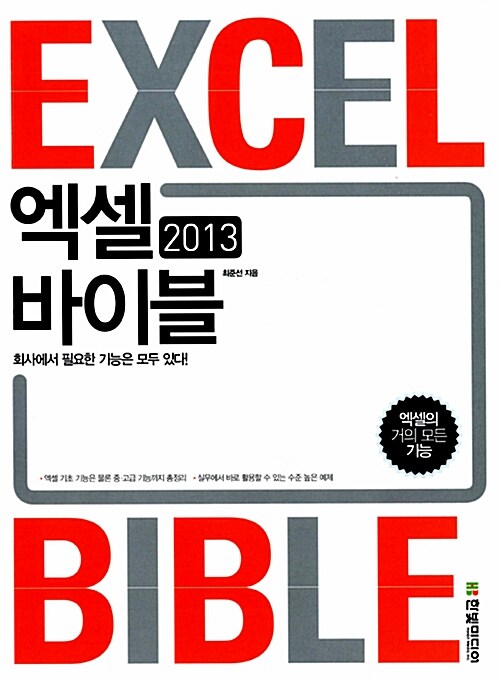 EXCEL
엑셀 2013
최준선 지음
바이블
회사에서 필요한 기능은 모두 있다!
엑셀의
거의 모든
기능
• 엑셀 기초 기능은 물론 중·고급 기능까지 총정리 • 실무에서 바로 활용할 수 있는 수준 높은 예제
BIBLE
HB 한빛미디어